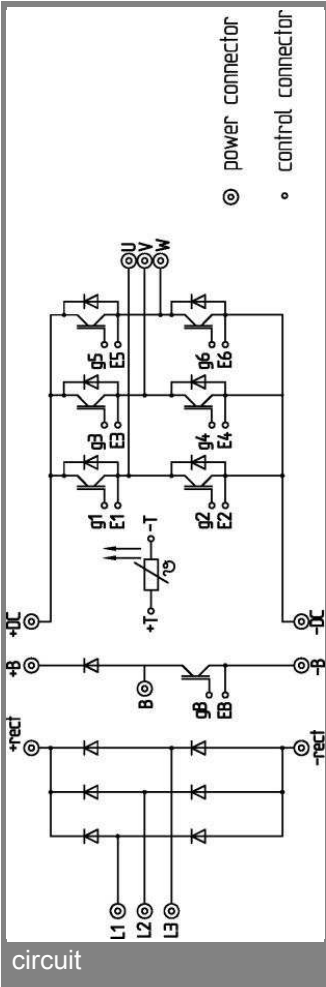 +rect
+B
+DC
L1
L2
L3
B
gB
EB
+T
-T
ϑ
g1
E1
g3
E3
g5
E5
g2
E2
g4
E4
g6
E6
U
V
W
-rect
-B
-DC
power connector
control connector
circuit